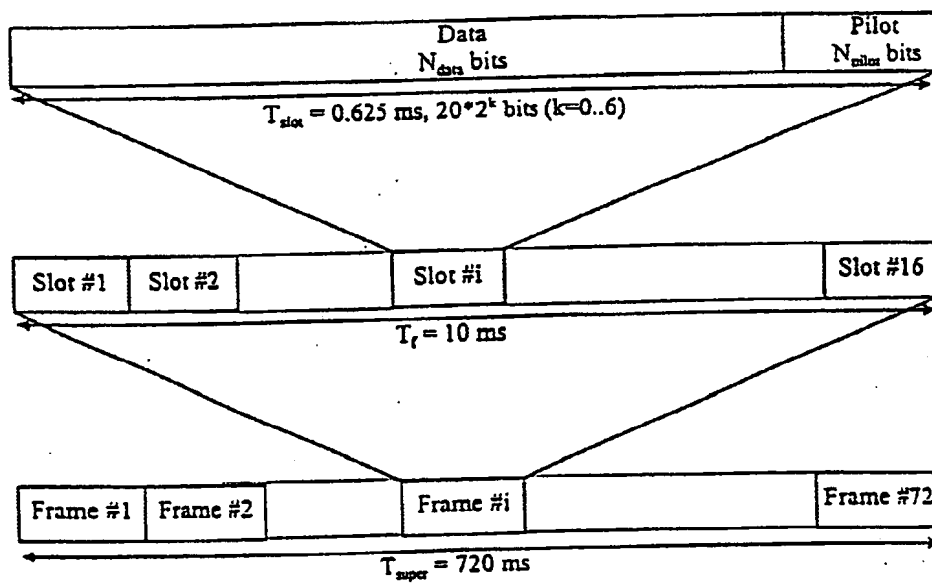 Data
N_data bits
Pilot
N_pilot bits
T_slot = 0.625 ms, 20*2^k bits (k=0..6)
Slot #1
Slot #2
Slot #i
Slot #16
T_f = 10 ms
Frame #1
Frame #2
Frame #i
Frame #72
T_super = 720 ms